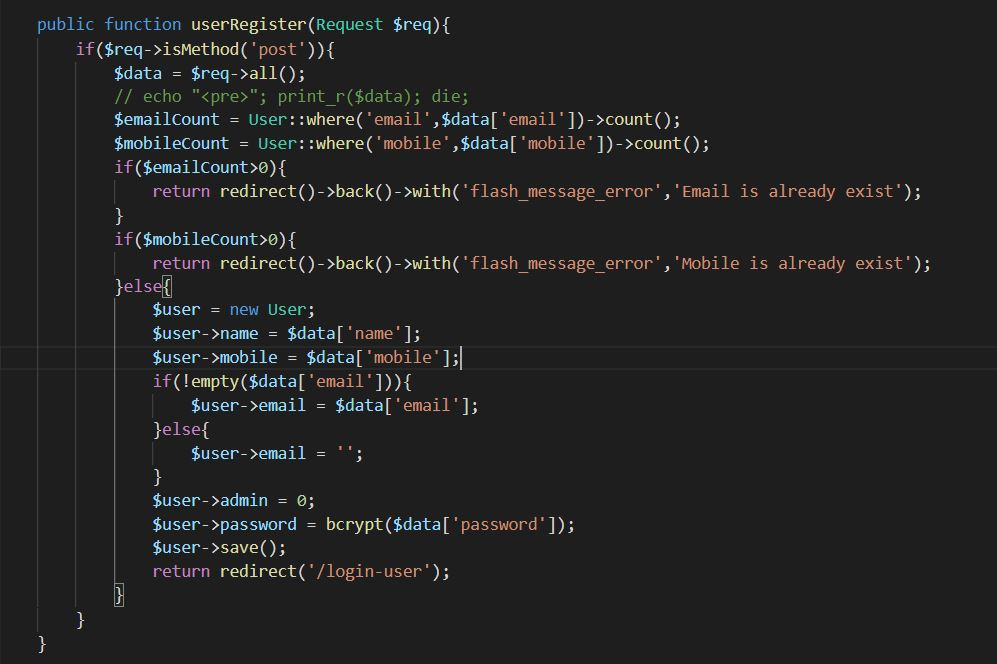 public function userRegister(Request $req){
if($req->isMethod('post')){
$data = $req->all();
// echo "<pre>"; print_r($data); die;
$emailCount = User::where('email',$data['email'])->count();
$mobileCount = User::where('mobile',$data['mobile'])->count();
if($emailCount>0){
return redirect()->back()->with('flash_message_error','Email is already exist');
}
if($mobileCount>0){
return redirect()->back()->with('flash_message_error','Mobile is already exist');
}else{
$user = new User;
$user->name = $data['name'];
$user->mobile = $data['mobile'];
if(!empty($data['email'])){
$user->email = $data['email'];
}else{
$user->email = '';
}
$user->admin = 0;
$user->password = bcrypt($data['password']);
$user->save();
return redirect('/login-user');
}
}
}